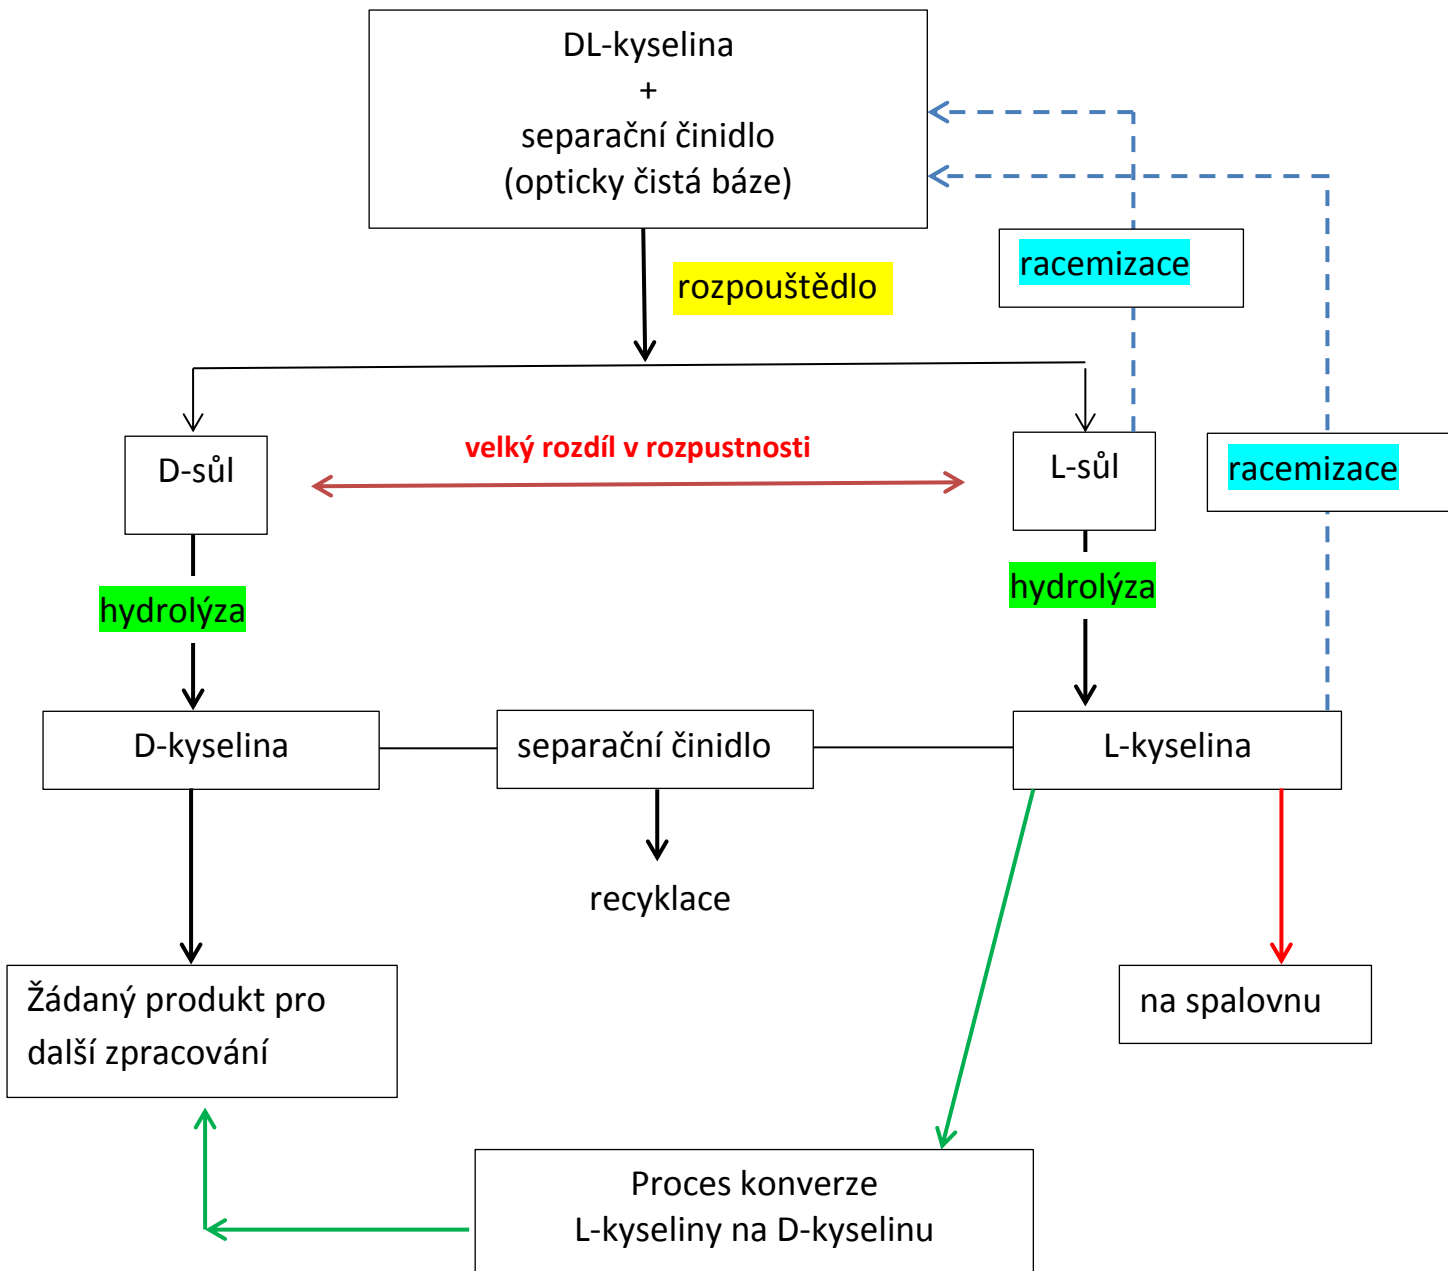 DL-kyselina
+
separační činidlo
(opticky čistá báze)
racemizace
rozpouštědlo
velký rozdíl v rozpustnosti
D-sůl
L-sůl
racemizace
hydrolýza
hydrolýza
D-kyselina
separační činidlo
L-kyselina
recyklace
Žádaný produkt pro
další zpracování
na spalovnu
Proces konverze
L-kyseliny na D-kyselinu